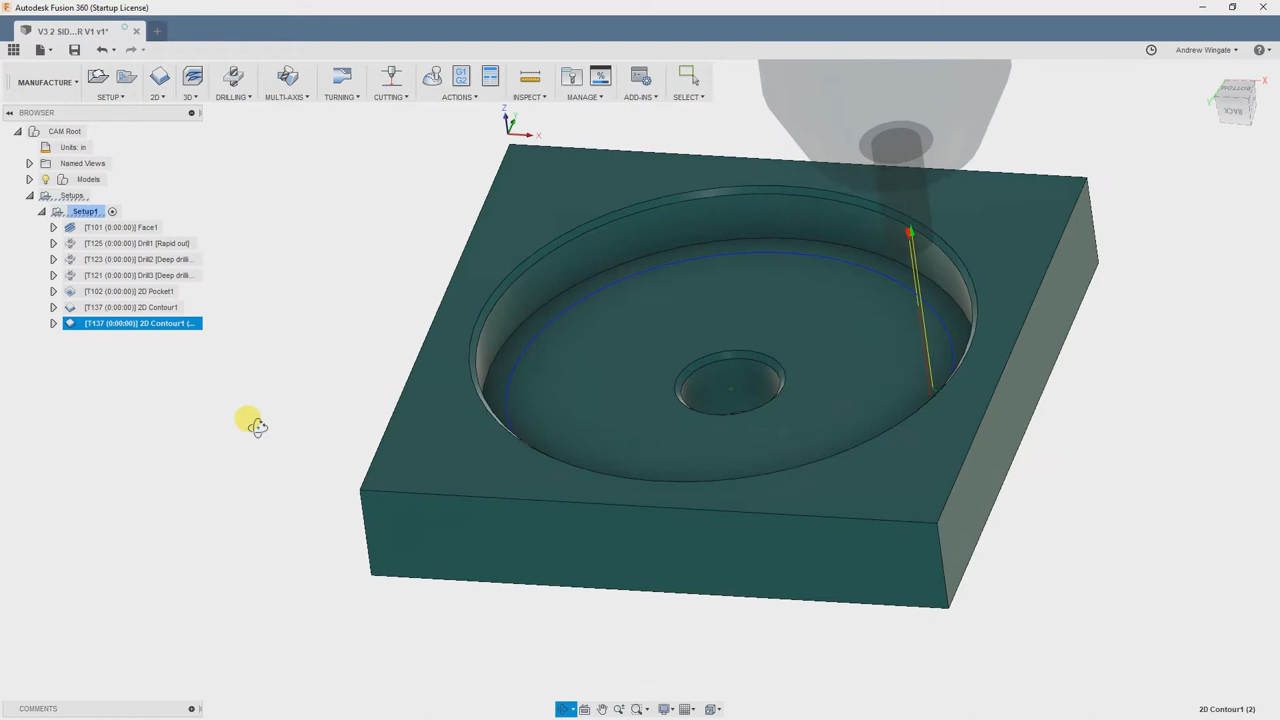 Autodesk Fusion 360 (Startup License)
V3 2 SID...R V1 v1*
Andrew Wingate
MANUFACTURE
SETUP
2D
3D
DRILLING
MULTI-AXIS
TURNING
CUTTING
ACTIONS
INSPECT
MANAGE
ADD-INS
SELECT
G1
G2
%
BROWSER
CAM Root
Units: in
Named Views
Models
Setups
Setup1
[T101 (0:00:00)] Face1
[T125 (0:00:00)] Drill1 [Rapid out]
[T123 (0:00:00)] Drill2 [Deep drilli...
[T121 (0:00:00)] Drill3 [Deep drilli...
[T102 (0:00:00)] 2D Pocket1
[T137 (0:00:00)] 2D Contour1
[T137 (0:00:00)] 2D Contour1 (...
Z
Y
X
X
Y
BOTTOM
BACK
COMMENTS
2D Contour1 (2)